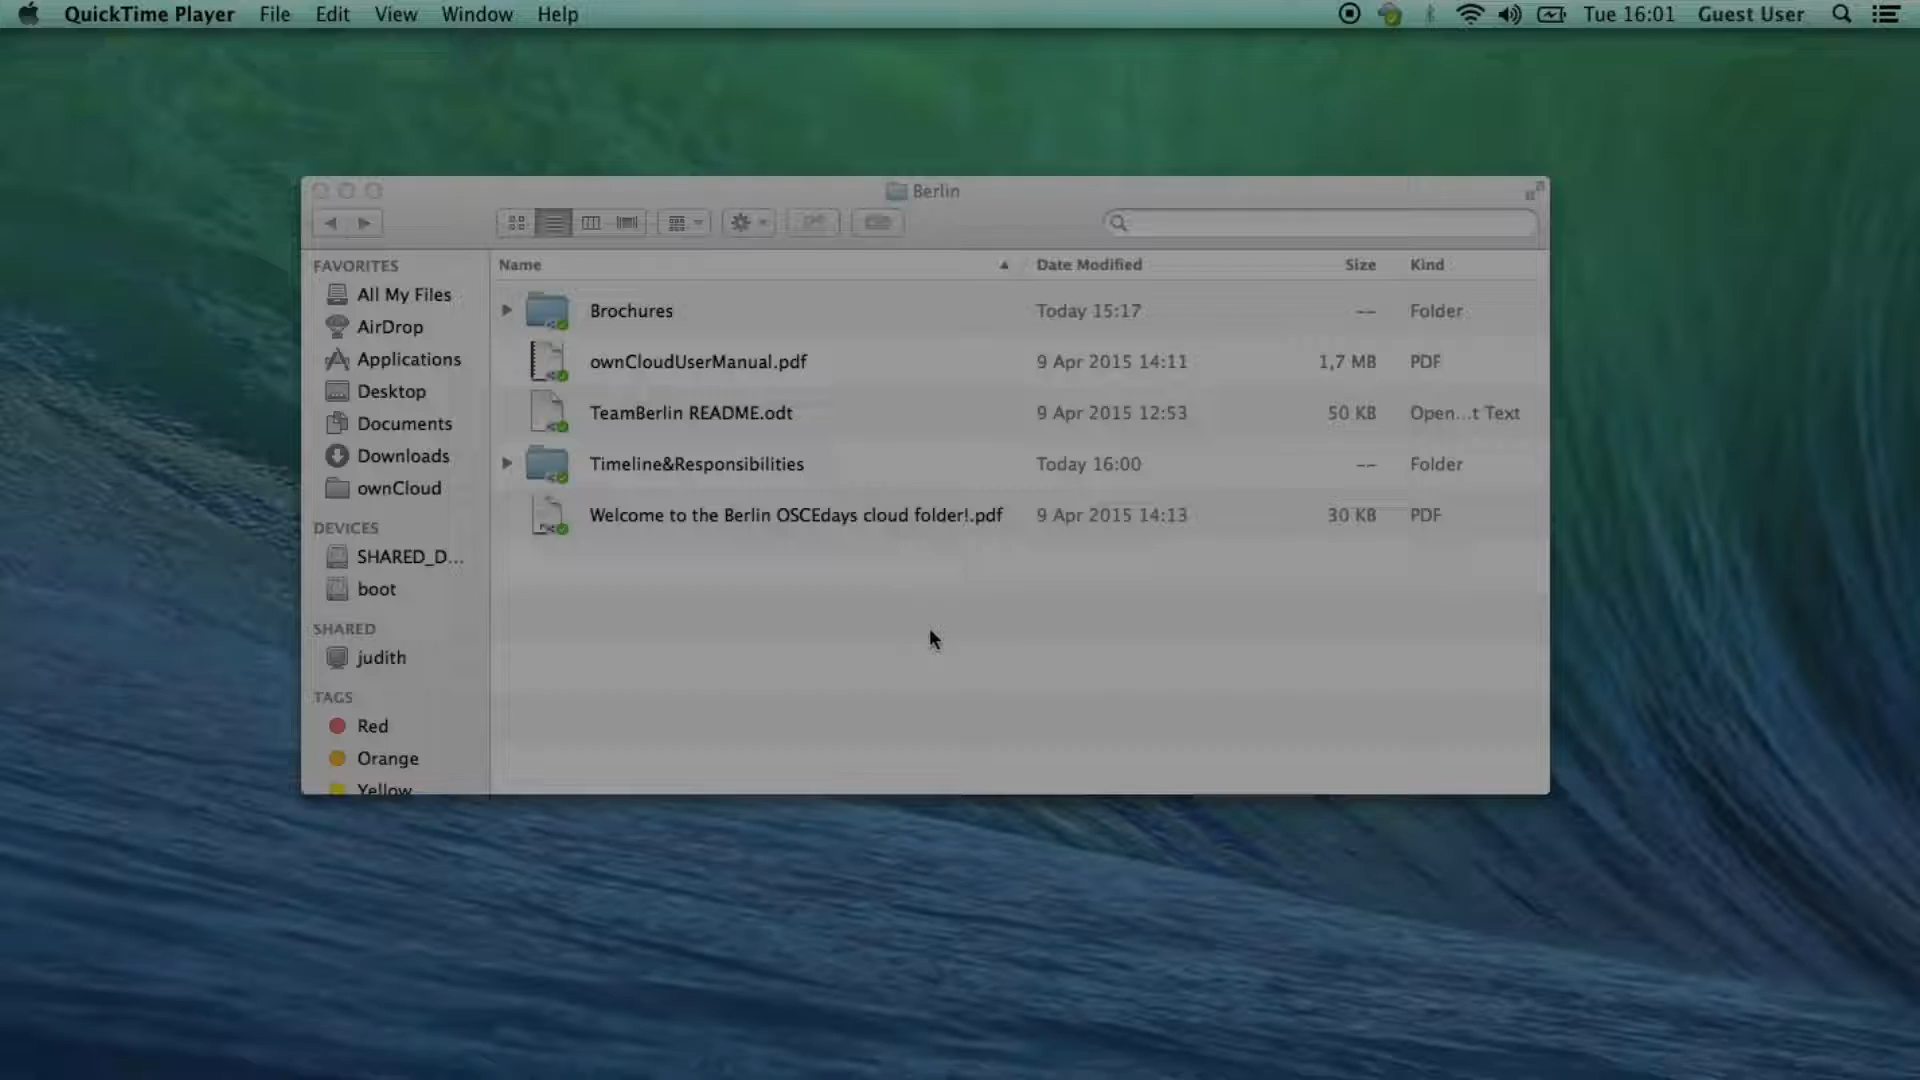 QuickTime Player File Edit View Window Help Tue 16:01 Guest User
Berlin
FAVORITES
All My Files
AirDrop
Applications
Desktop
Documents
Downloads
ownCloud
DEVICES
SHARED_D...
boot
SHARED
judith
TAGS
Red
Orange
Yellow
Name Date Modified Size Kind
Brochures Today 15:17 -- Folder
ownCloudUserManual.pdf 9 Apr 2015 14:11 1,7 MB PDF
TeamBerlin README.odt 9 Apr 2015 12:53 50 KB Open...t Text
Timeline&Responsibilities Today 16:00 -- Folder
Welcome to the Berlin OSCEdays cloud folder!.pdf 9 Apr 2015 14:13 30 KB PDF